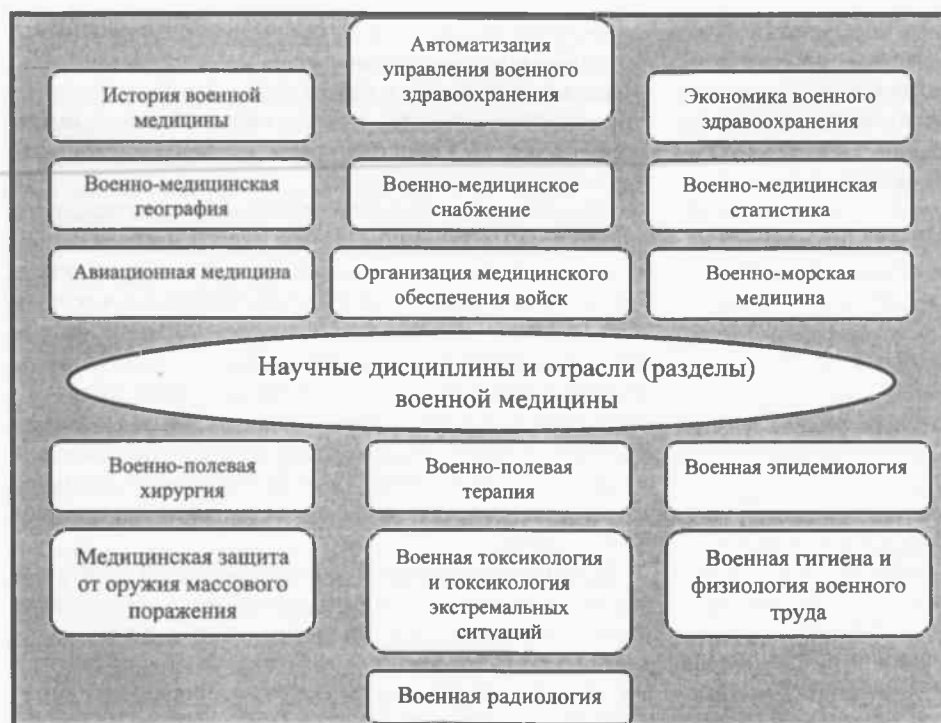 Автоматизация
управления военного
здравоохранения
История военной
медицины
Экономика военного
здравоохранения
Военно-медицинская
география
Военно-медицинское
снабжение
Военно-медицинская
статистика
Авиационная медицина
Организация медицинского
обеспечения войск
Военно-морская
медицина
Научные дисциплины и отрасли (разделы)
военной медицины
Военно-полевая
хирургия
Военно-полевая
терапия
Военная эпидемиология
Медицинская защита
от оружия массового
поражения
Военная токсикология
и токсикология
экстремальных
ситуаций
Военная гигиена и
физиология военного
труда
Военная радиология